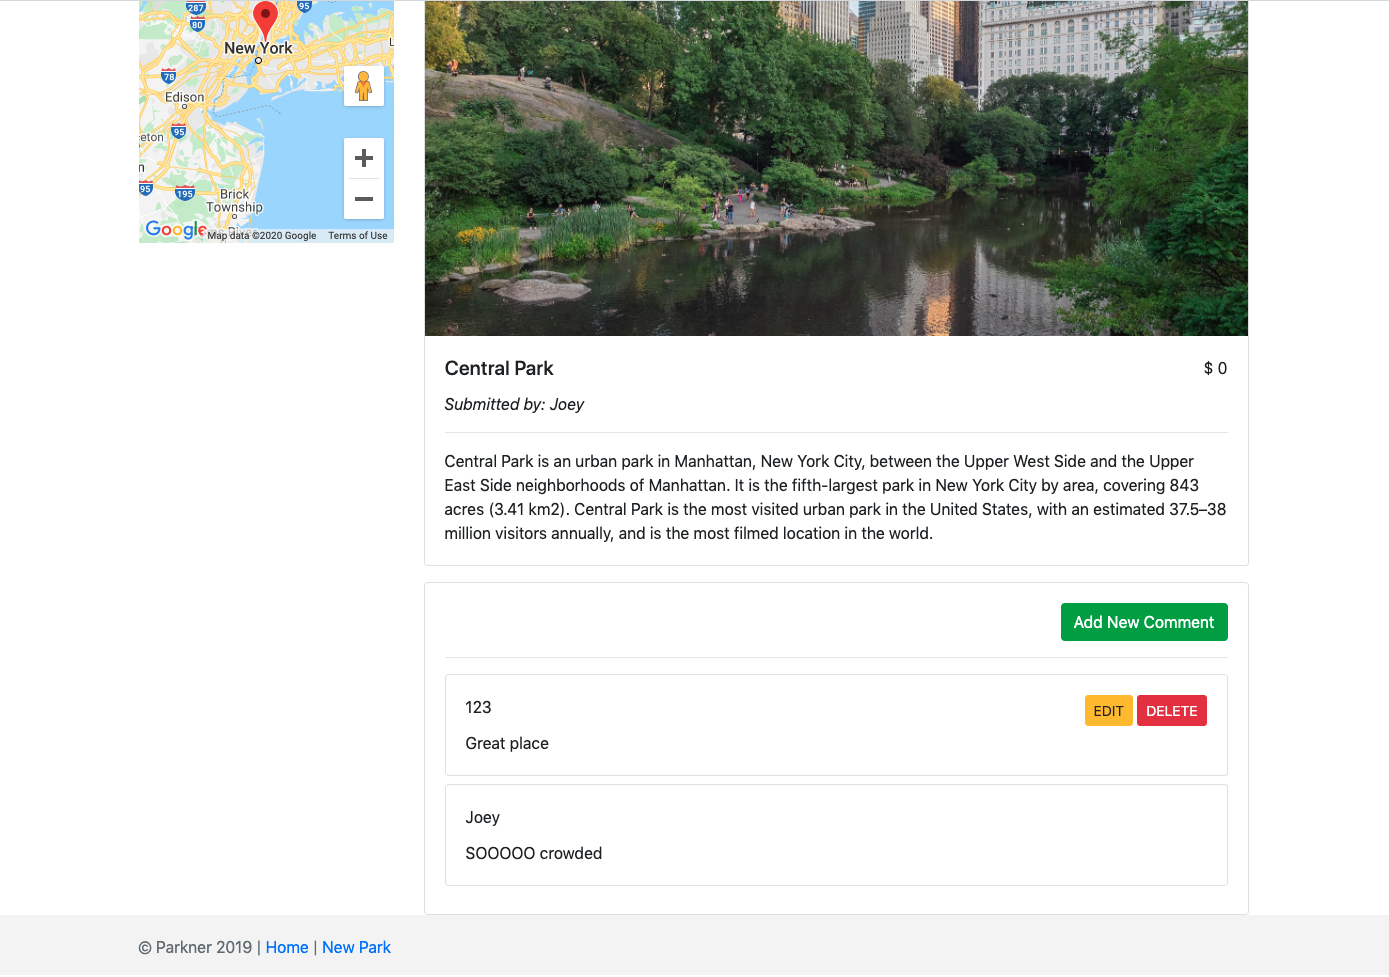 287
95
80
New York
78
Edison
95
eton
n
95
195
Brick
Township
Google
Map data ©2020 Google
Terms of Use
Central Park
$ 0
Submitted by: Joey
Central Park is an urban park in Manhattan, New York City, between the Upper West Side and the Upper
East Side neighborhoods of Manhattan. It is the fifth-largest park in New York City by area, covering 843
acres (3.41 km2). Central Park is the most visited urban park in the United States, with an estimated 37.5–38
million visitors annually, and is the most filmed location in the world.
Add New Comment
123
EDIT
DELETE
Great place
Joey
SOOOOO crowded
© Parkner 2019 | Home | New Park